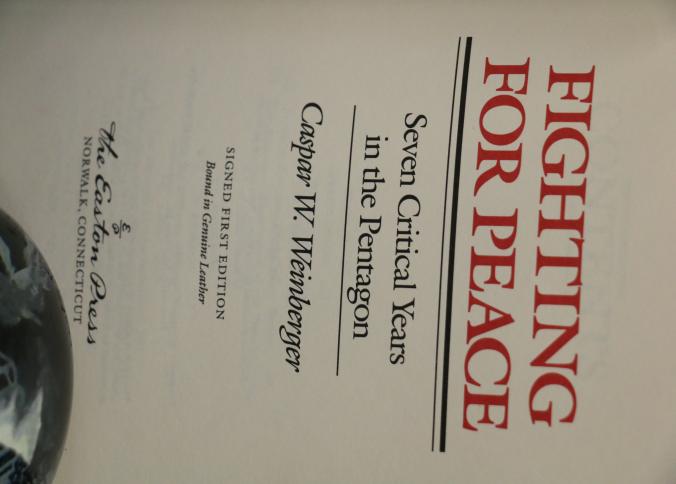 FIGHTING
FOR PEACE
Seven Critical Years
in the Pentagon
Caspar W. Weinberger
SIGNED FIRST EDITION
Bound in Genuine Leather
E
P
The Easton Press
NORWALK, CONNECTICUT